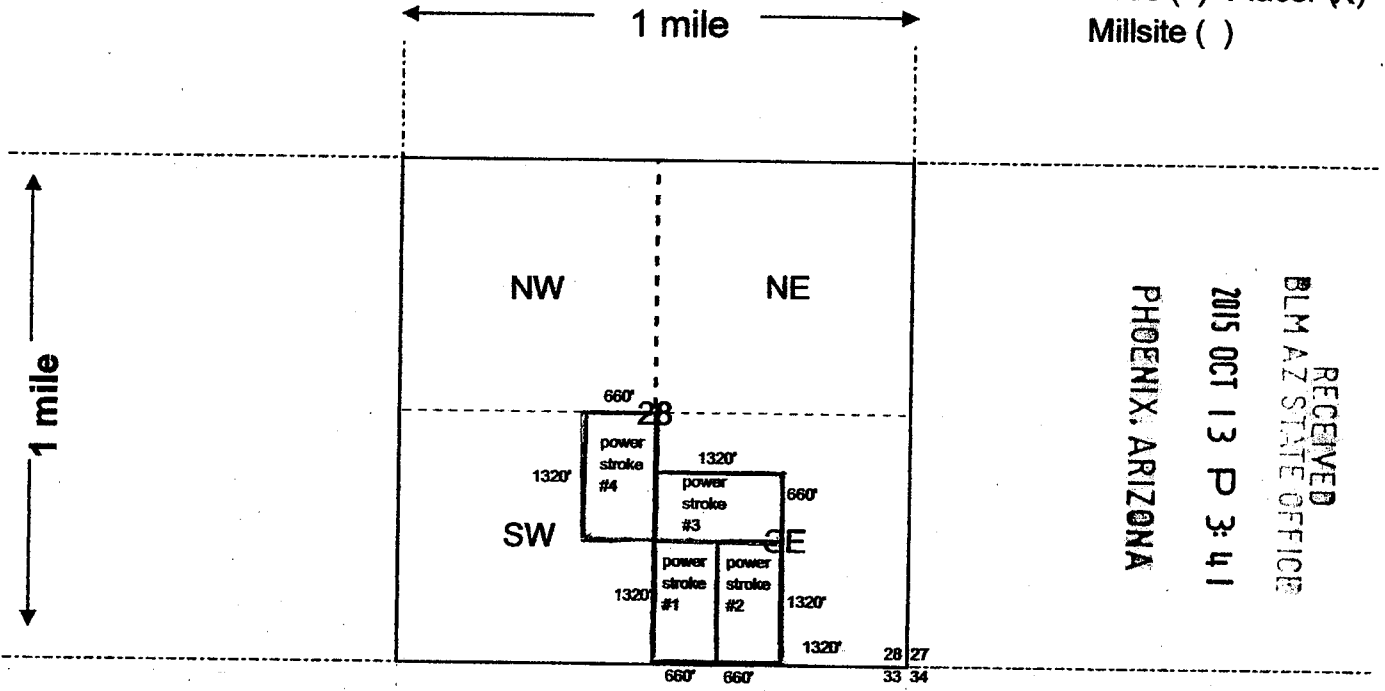 1 mile
Placer (X)
Millsite ( )
NW
NE
1 mile
660'
28
power
stroke
#4
1320'
1320'
power
stroke
#3
660'
SW
SE
power
stroke
#1
power
stroke
#2
1320'
1320'
1320'
28 27
33 34
660' 660'
RECEIVED
BLM AZ STATE OFFICE
2015 OCT 13 P 3:41
PHOENIX, ARIZONA